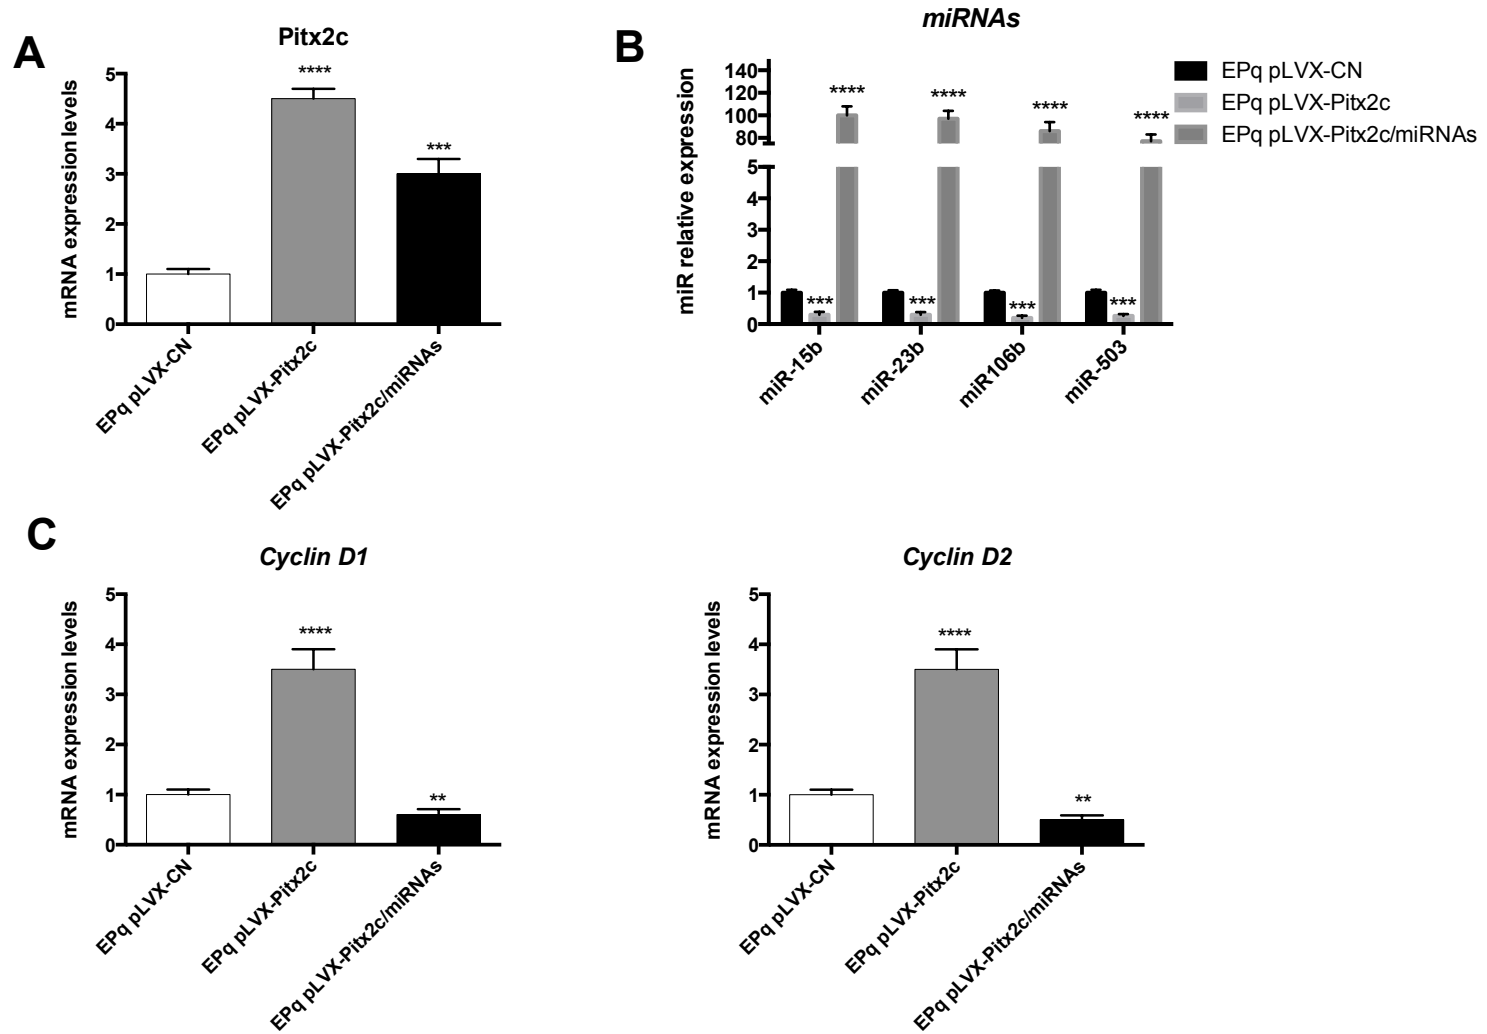 A
Pitx2c
mRNA expression levels
5
4
3
2
1
0
****
***
EPq pLVX-CN
EPq pLVX-Pitx2c
EPq pLVX-Pitx2c/miRNAs
B
miRNAs
miR relative expression
140
120
100
80
5
4
3
2
1
0
****
****
****
****
***
***
***
***
miR-15b
miR-23b
miR106b
miR-503
EPq pLVX-CN
EPq pLVX-Pitx2c
EPq pLVX-Pitx2c/miRNAs
C
Cyclin D1
mRNA expression levels
5
4
3
2
1
0
****
**
EPq pLVX-CN
EPq pLVX-Pitx2c
EPq pLVX-Pitx2c/miRNAs
Cyclin D2
mRNA expression levels
5
4
3
2
1
0
****
**
EPq pLVX-CN
EPq pLVX-Pitx2c
EPq pLVX-Pitx2c/miRNAs